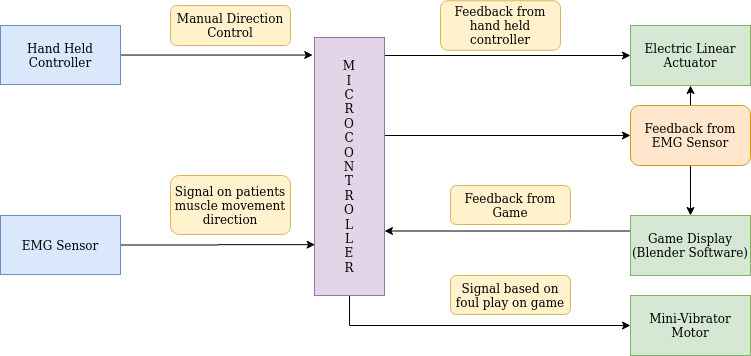 Manual Direction
Control
Feedback from
hand held
controller
Hand Held
Controller
Electric Linear
Actuator
M
I
C
R
O
C
O
N
T
R
O
L
L
E
R
Feedback from
EMG Sensor
Signal on patients
muscle movement
direction
Feedback from
Game
EMG Sensor
Game Display
(Blender Software)
Signal based on
foul play on game
Mini-Vibrator
Motor